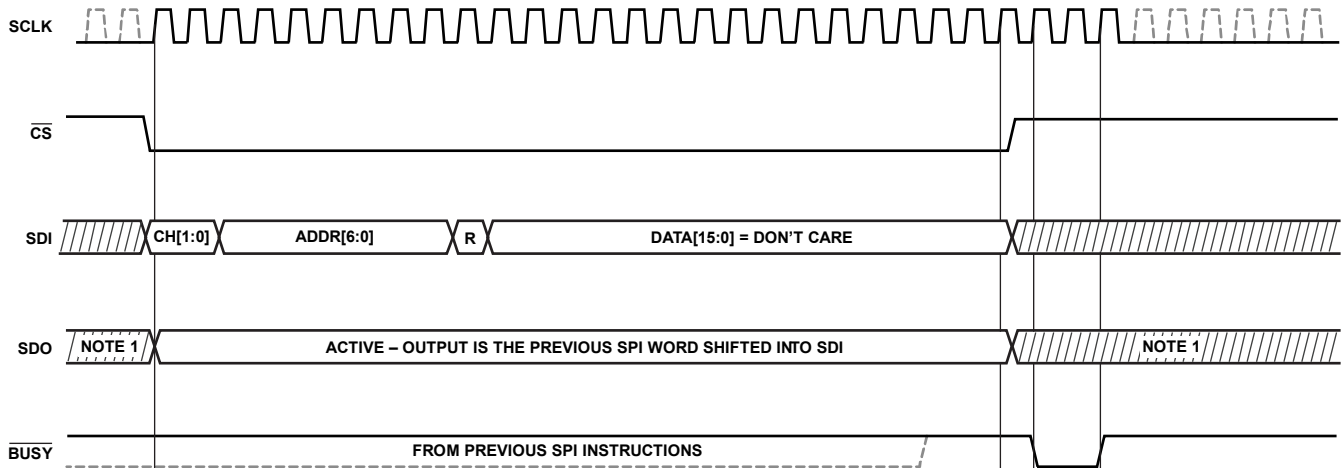 SCLK
CS
SDI
CH[1:0]
ADDR[6:0]
R
DATA[15:0] = DON'T CARE
SDO
NOTE 1
ACTIVE – OUTPUT IS THE PREVIOUS SPI WORD SHIFTED INTO SDI
NOTE 1
BUSY
FROM PREVIOUS SPI INSTRUCTIONS